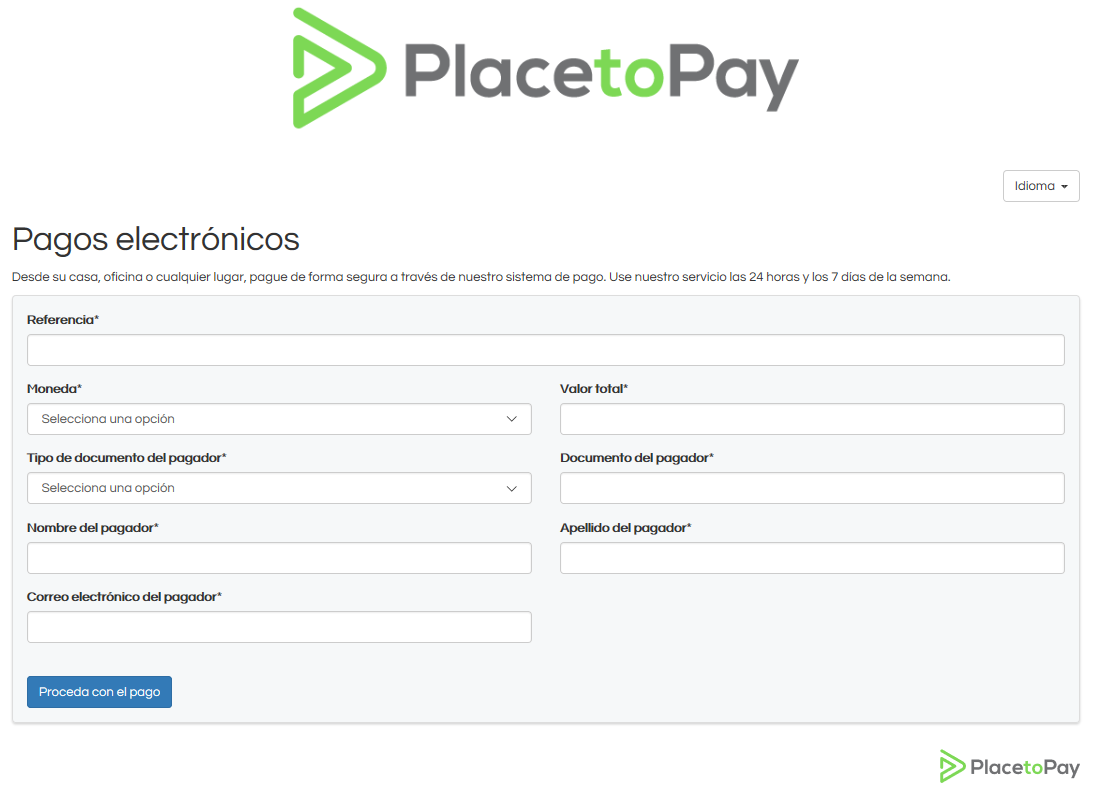 PlacetoPay
Idioma
Pagos electrónicos
Desde su casa, oficina o cualquier lugar, pague de forma segura a través de nuestro sistema de pago. Use nuestro servicio las 24 horas y los 7 días de la semana.
Referencia*
Moneda*
Valor total*
Selecciona una opción
Tipo de documento del pagador*
Documento del pagador*
Selecciona una opción
Nombre del pagador*
Apellido del pagador*
Correo electrónico del pagador*
Proceda con el pago
PlacetoPay